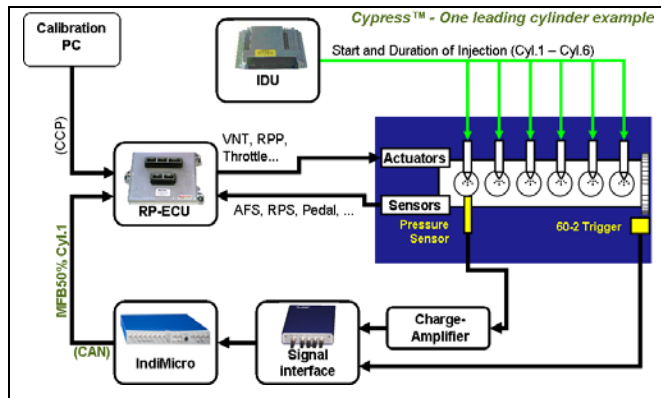 Cypress™ - One leading cylinder example
Calibration
PC
IDU
Start and Duration of Injection (Cyl.1 – Cyl.6)
(CCP)
VNT, RPP,
Throttle...
Actuators
RP-ECU
Sensors
AFS, RPS, Pedal, ...
Pressure
Sensor
60-2 Trigger
MFB50% Cyl.1
(CAN)
IndiMicro
Signal
interface
Charge-
Amplifier